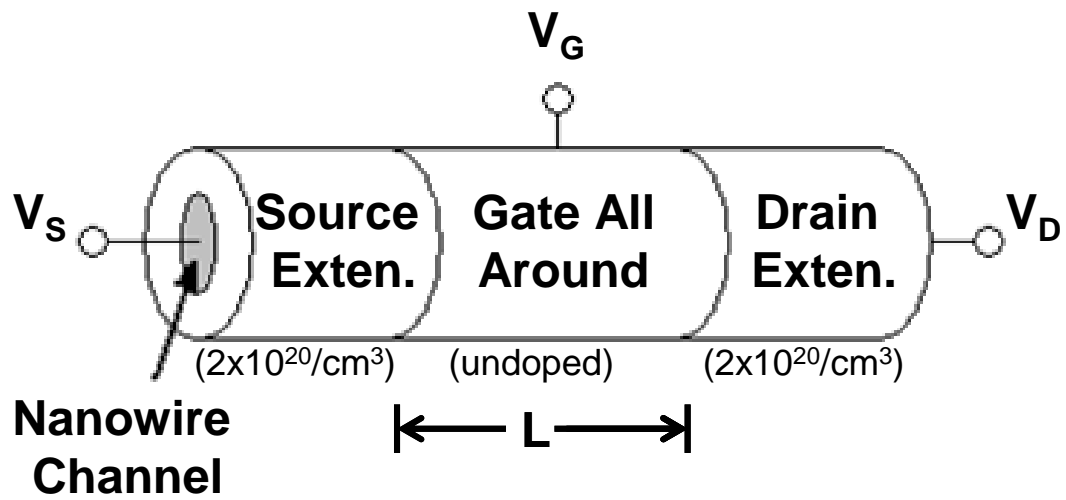 V_G
V_S
Source Exten.
Gate All Around
Drain Exten.
V_D
(2x10^20/cm^3)
(undoped)
(2x10^20/cm^3)
Nanowire Channel
L